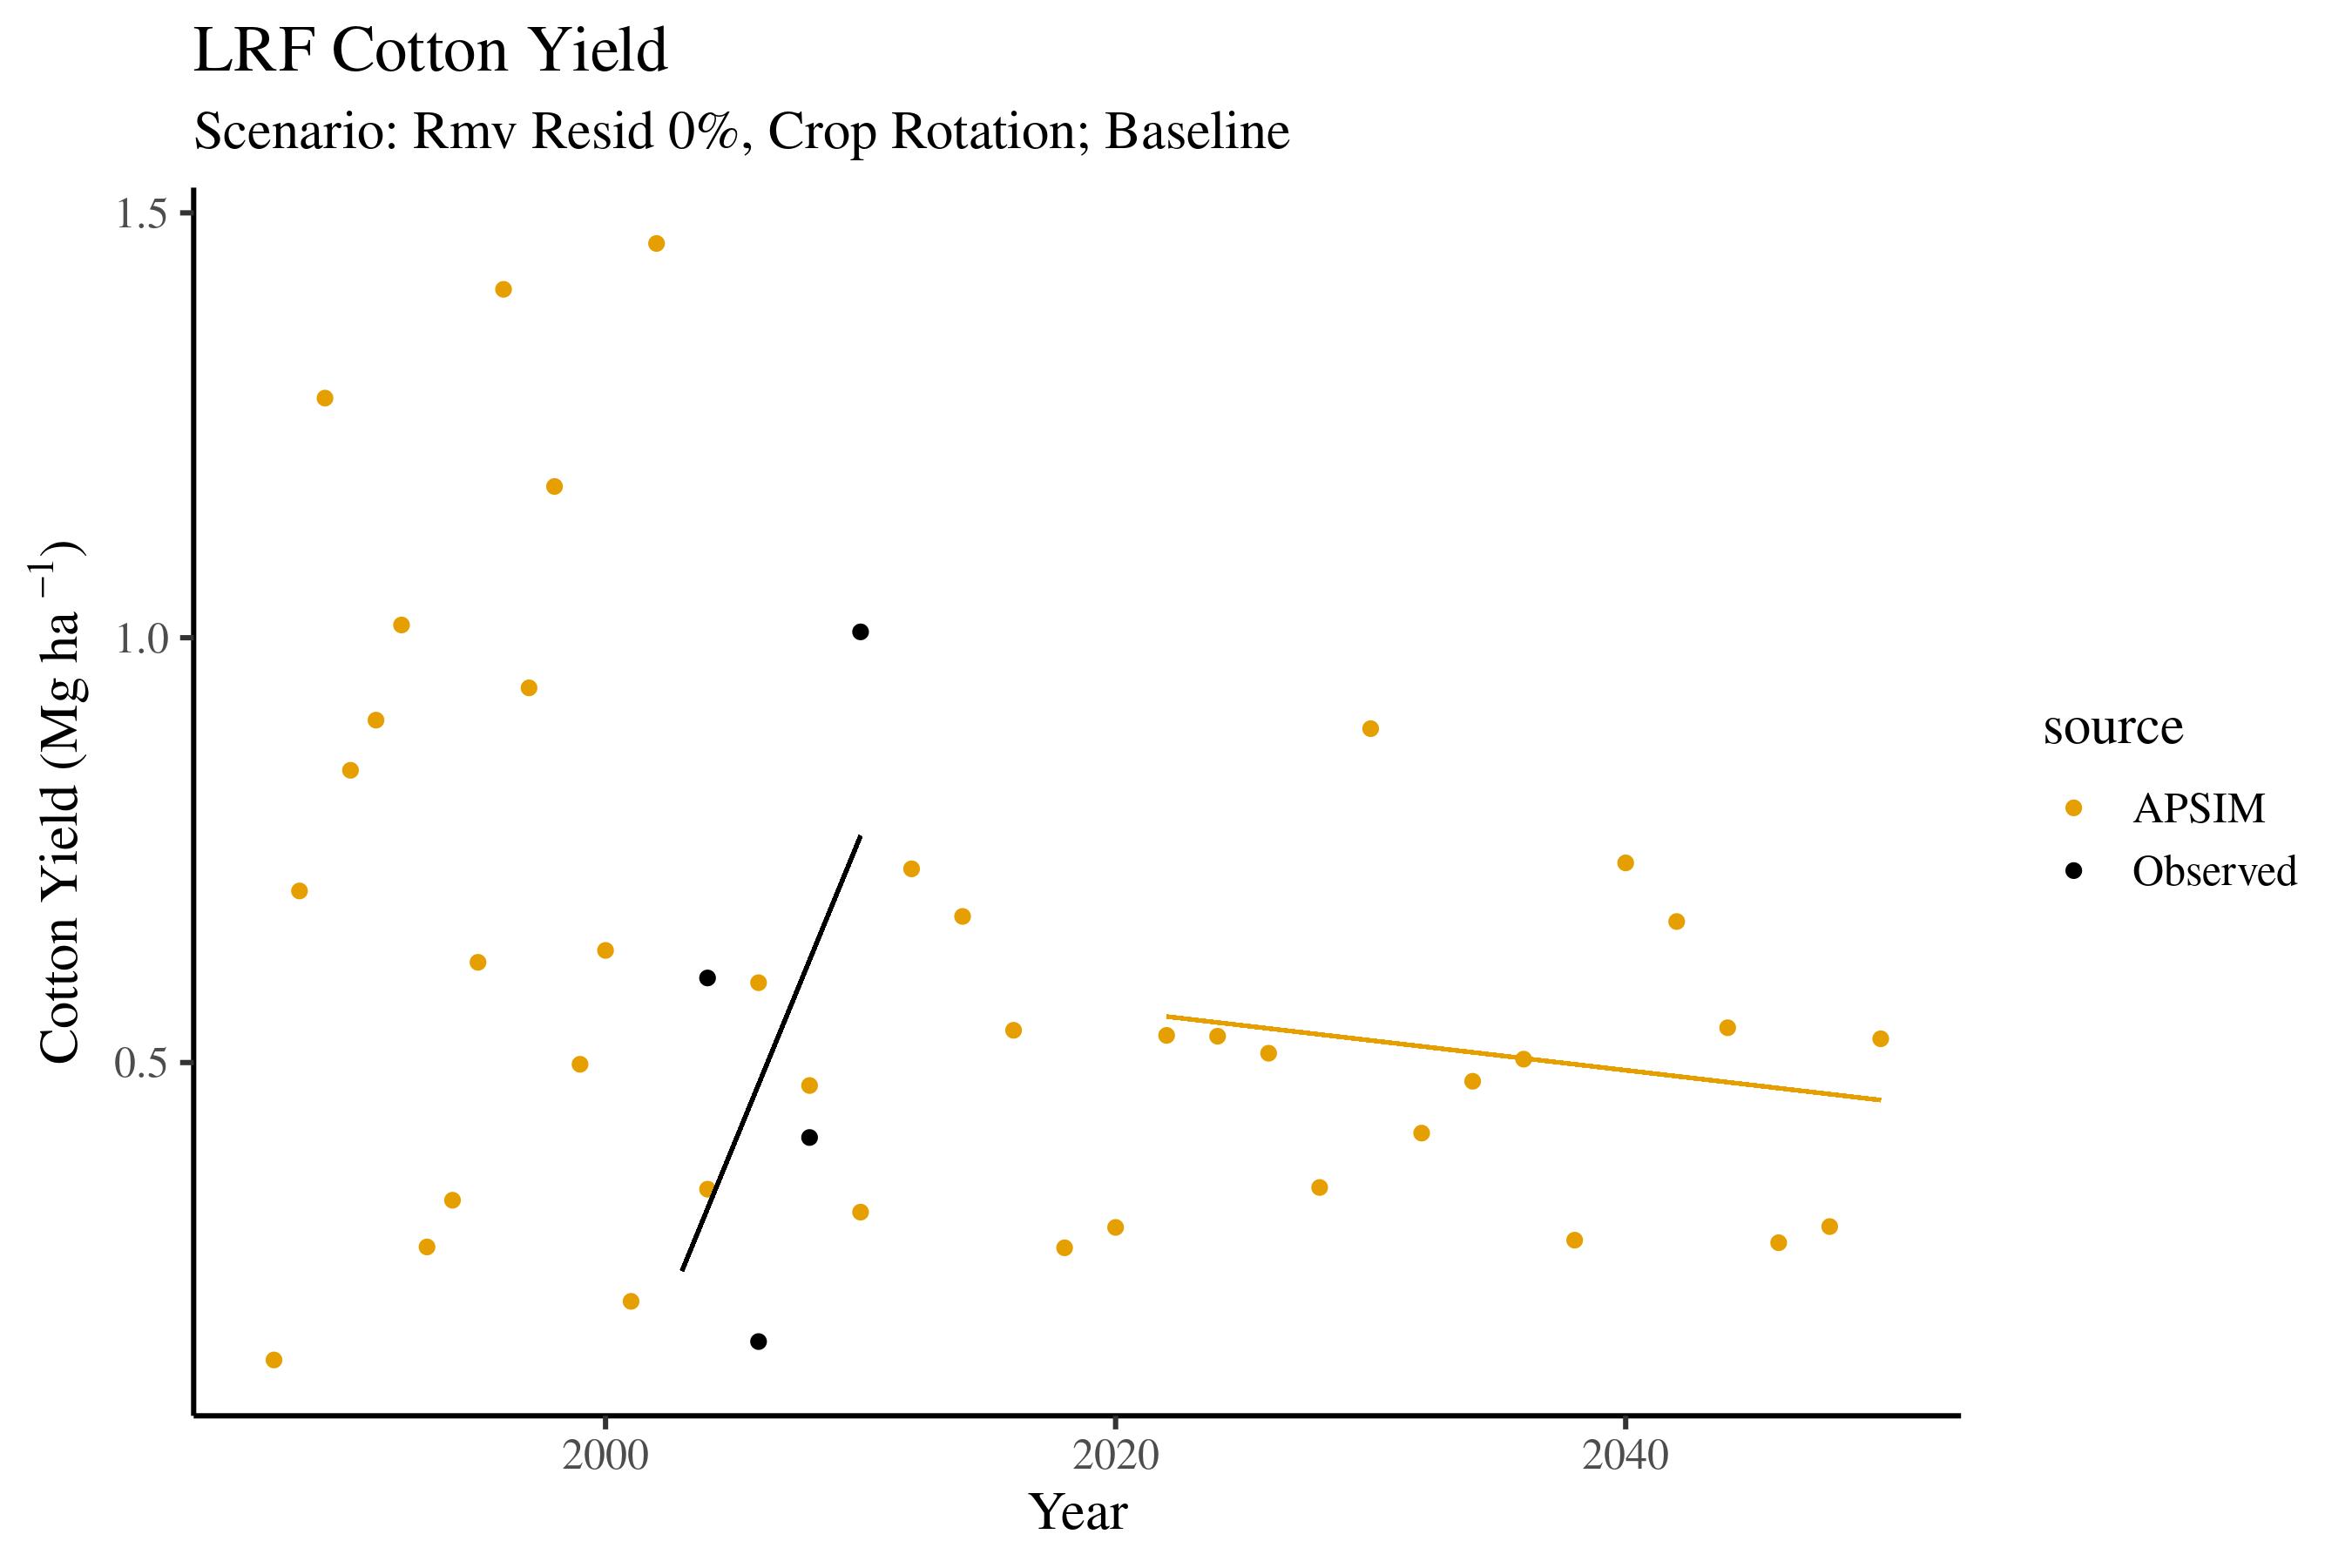 LRF Cotton Yield
Scenario: Rmv Resid 0%, Crop Rotation; Baseline
Cotton Yield (Mg ha⁻¹)
1.5
1.0
0.5
2000 2020 2040
Year
source
APSIM
Observed